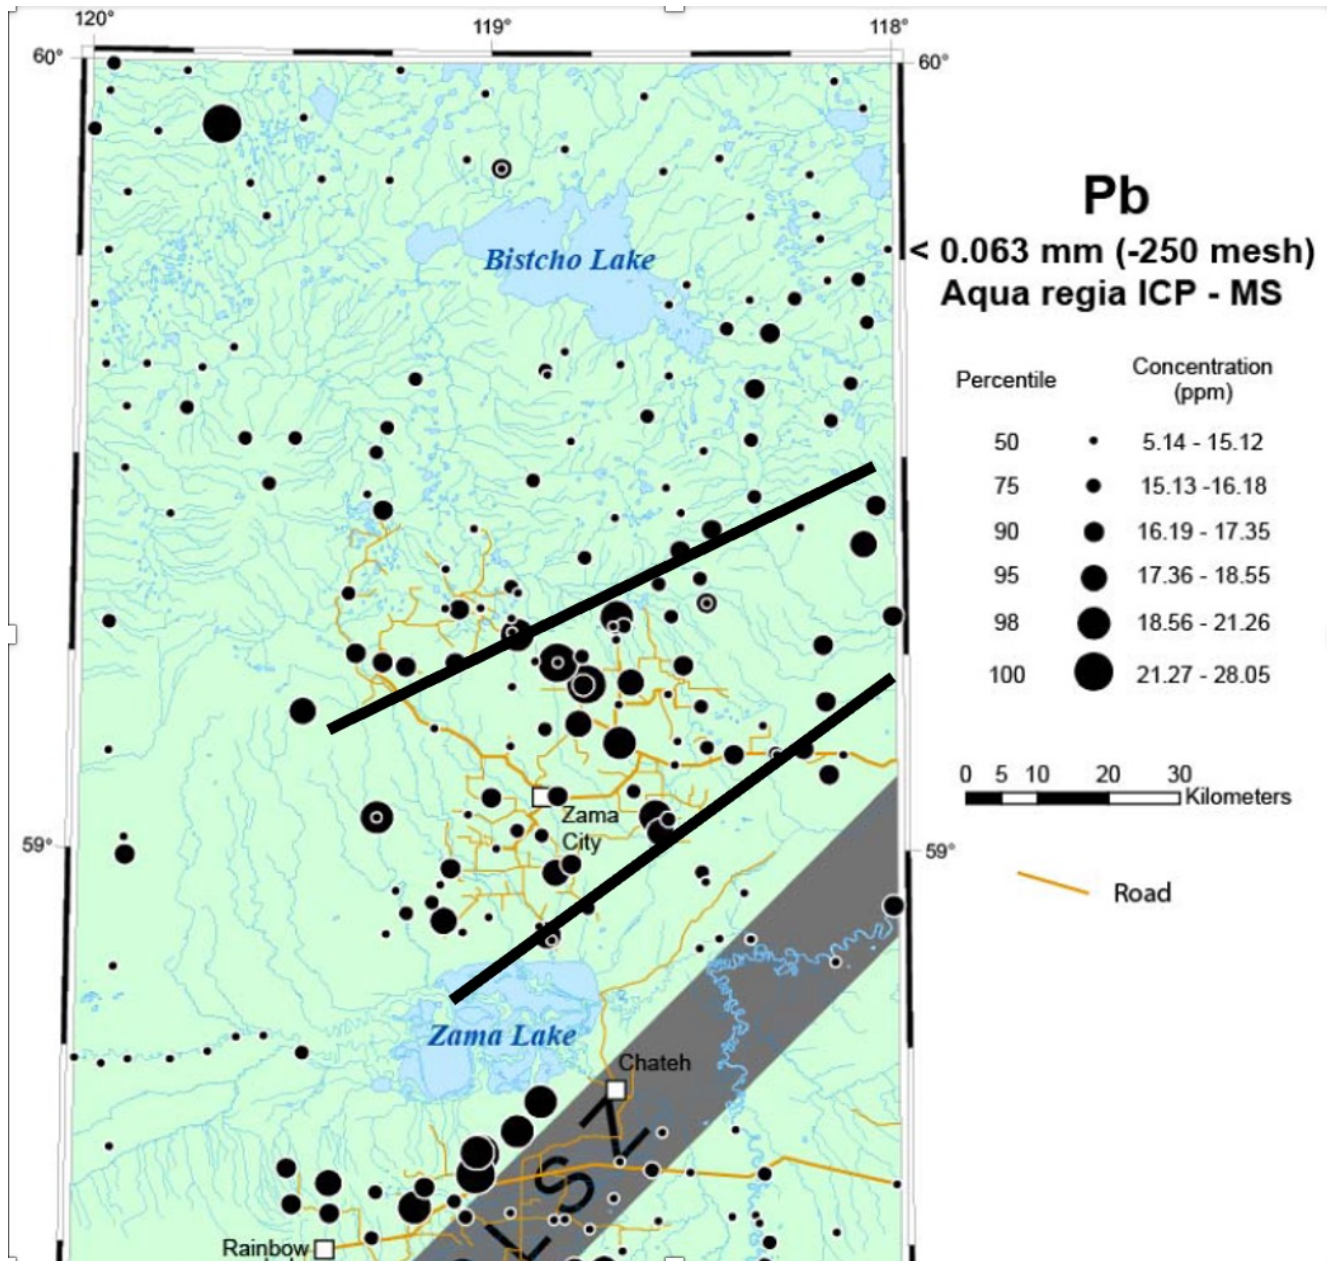 120°
119°
118°
60°
60°
Bistcho Lake
Pb
< 0.063 mm (-250 mesh)
Aqua regia ICP - MS
Percentile
Concentration
(ppm)
50
5.14 - 15.12
75
15.13 -16.18
90
16.19 - 17.35
95
17.36 - 18.55
98
18.56 - 21.26
100
21.27 - 28.05
0 5 10 20 30
Kilometers
Zama
City
59°
59°
Road
Zama Lake
Chateh
LSZ
Rainbow